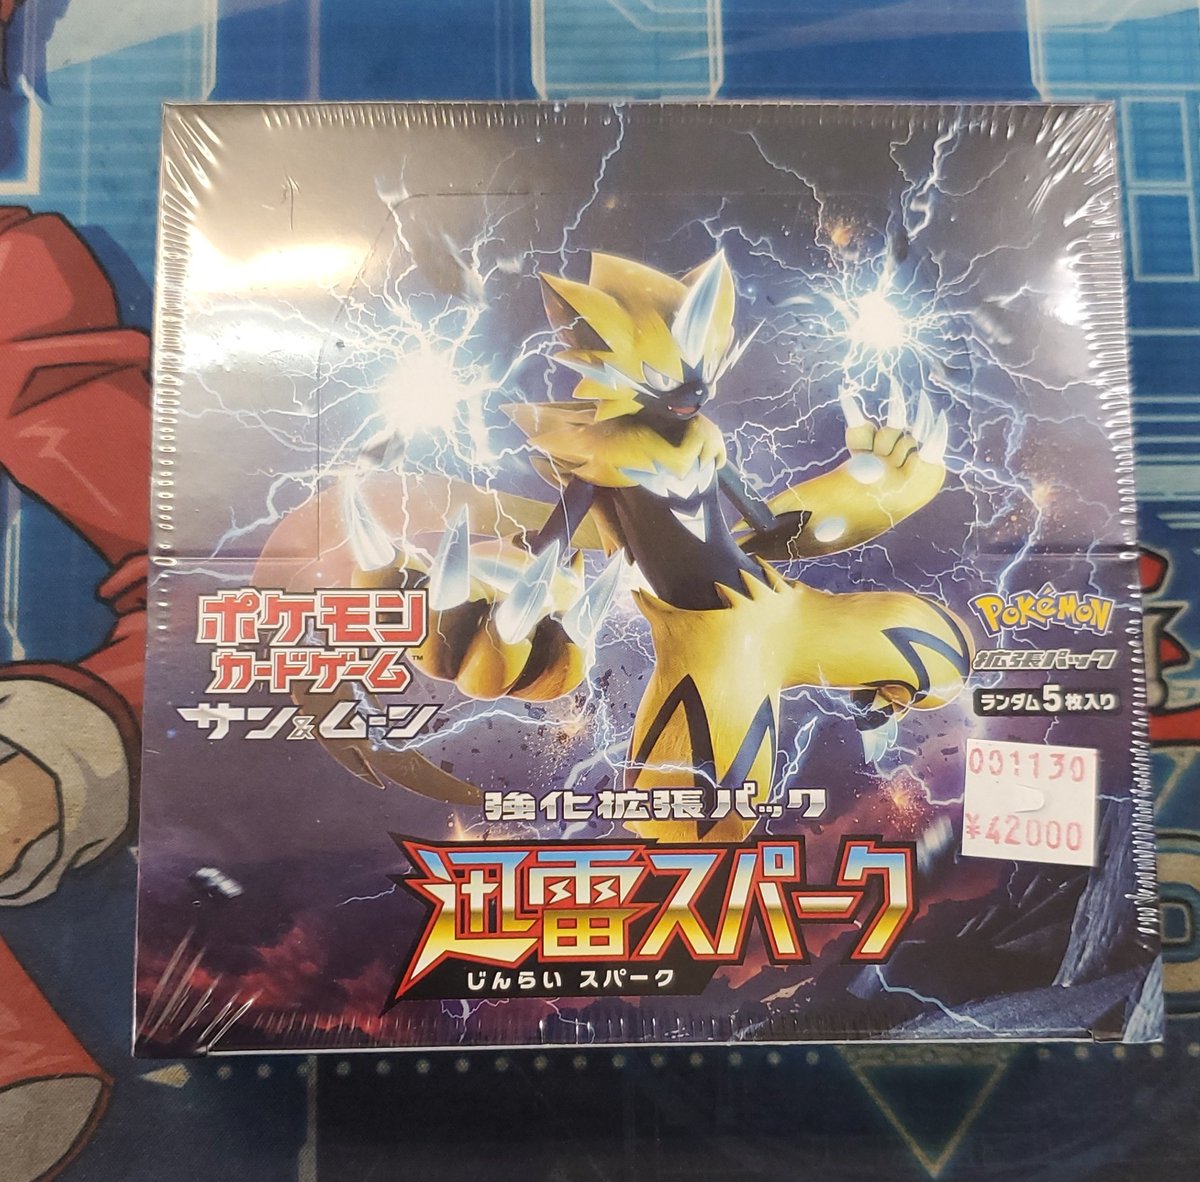 ポケモン
カードゲーム™
サン&ムーン
POKéMON
拡張パック
ランダム5枚入り
001130
¥42000
強化拡張パック
迅雷スパーク
じんらい スパーク